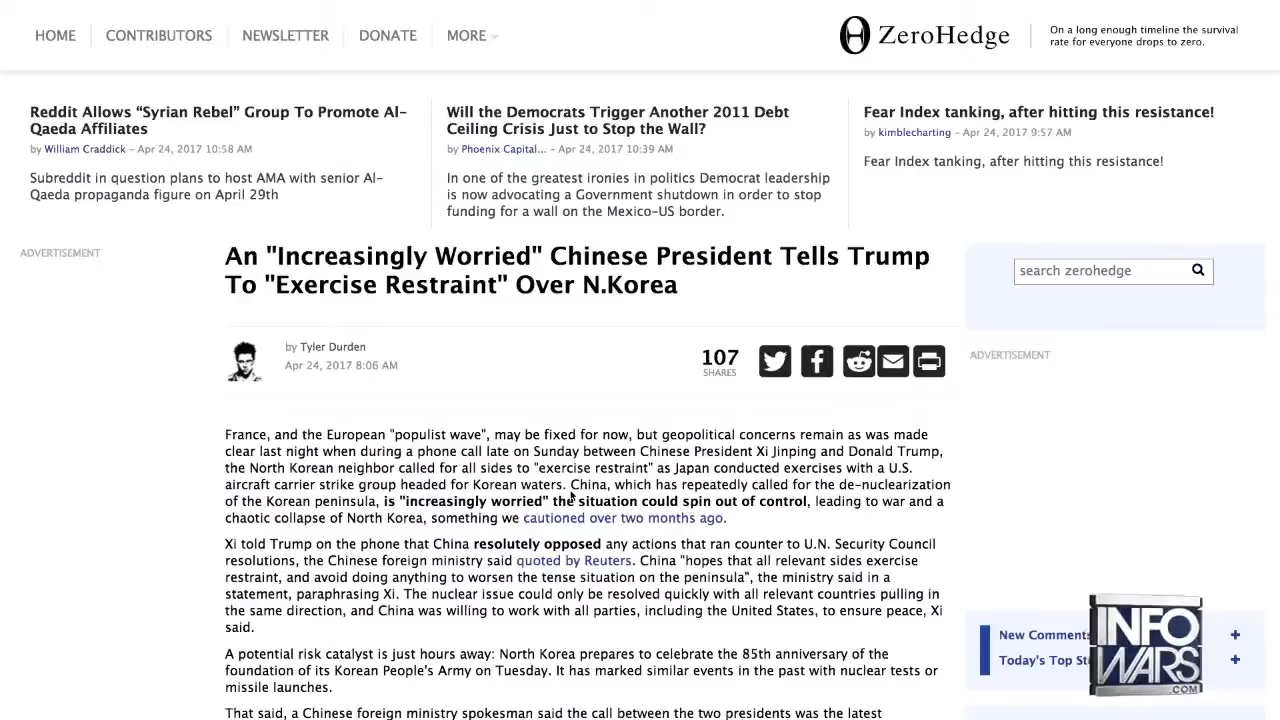 HOME
CONTRIBUTORS
NEWSLETTER
DONATE
MORE
ZeroHedge
On a long enough timeline the survival
rate for everyone drops to zero.
Reddit Allows “Syrian Rebel” Group To Promote Al-
Qaeda Affiliates
by William Craddick – Apr 24, 2017 10:58 AM
Subreddit in question plans to host AMA with senior Al-
Qaeda propaganda figure on April 29th
Will the Democrats Trigger Another 2011 Debt
Ceiling Crisis Just to Stop the Wall?
by Phoenix Capital... – Apr 24, 2017 10:39 AM
In one of the greatest ironies in politics Democrat leadership
is now advocating a Government shutdown in order to stop
funding for a wall on the Mexico-US border.
Fear Index tanking, after hitting this resistance!
by kimblecharting – Apr 24, 2017 9:57 AM
Fear Index tanking, after hitting this resistance!
ADVERTISEMENT
An "Increasingly Worried" Chinese President Tells Trump
To "Exercise Restraint" Over N.Korea
search zerohedge
by Tyler Durden
Apr 24, 2017 8:06 AM
107
SHARES
ADVERTISEMENT
France, and the European "populist wave", may be fixed for now, but geopolitical concerns remain as was made
clear last night when during a phone call late on Sunday between Chinese President Xi Jinping and Donald Trump,
the North Korean neighbor called for all sides to "exercise restraint" as Japan conducted exercises with a U.S.
aircraft carrier strike group headed for Korean waters. China, which has repeatedly called for the de-nuclearization
of the Korean peninsula, is "increasingly worried" the situation could spin out of control, leading to war and a
chaotic collapse of North Korea, something we cautioned over two months ago.
Xi told Trump on the phone that China resolutely opposed any actions that ran counter to U.N. Security Council
resolutions, the Chinese foreign ministry said quoted by Reuters. China "hopes that all relevant sides exercise
restraint, and avoid doing anything to worsen the tense situation on the peninsula", the ministry said in a
statement, paraphrasing Xi. The nuclear issue could only be resolved quickly with all relevant countries pulling in
the same direction, and China was willing to work with all parties, including the United States, to ensure peace, Xi
said.
A potential risk catalyst is just hours away: North Korea prepares to celebrate the 85th anniversary of the
foundation of its Korean People's Army on Tuesday. It has marked similar events in the past with nuclear tests or
missile launches.
That said, a Chinese foreign ministry spokesman said the call between the two presidents was the latest
New Comments
Today's Top St
INFO
WARS
.COM